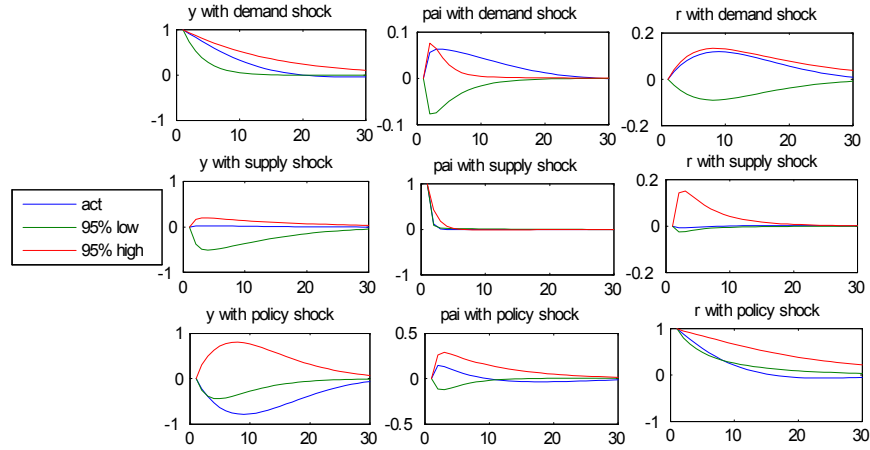 y with demand shock
1
0
-1
0 10 20 30
pai with demand shock
0.1
0
-0.1
0 10 20 30
r with demand shock
0.2
0
-0.2
0 10 20 30
act
95% low
95% high
y with supply shock
1
0
-1
0 10 20 30
pai with supply shock
1
0
-1
0 10 20 30
r with supply shock
0.2
0
-0.2
0 10 20 30
y with policy shock
1
0
-1
0 10 20 30
pai with policy shock
0.5
0
-0.5
0 10 20 30
r with policy shock
1
0
-1
0 10 20 30